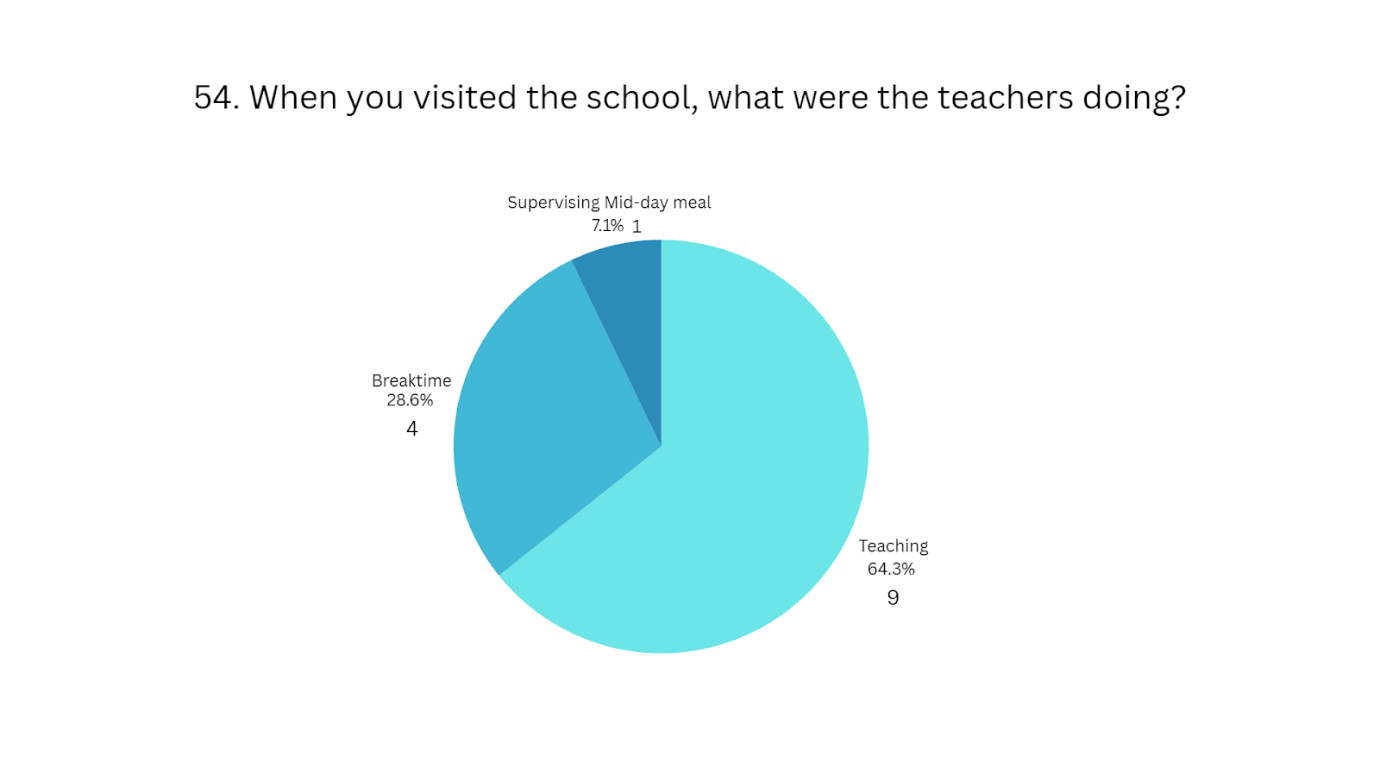 54. When you visited the school, what were the teachers doing?
Supervising Mid-day meal
7.1% 1
Breaktime
28.6%
4
Teaching
64.3%
9